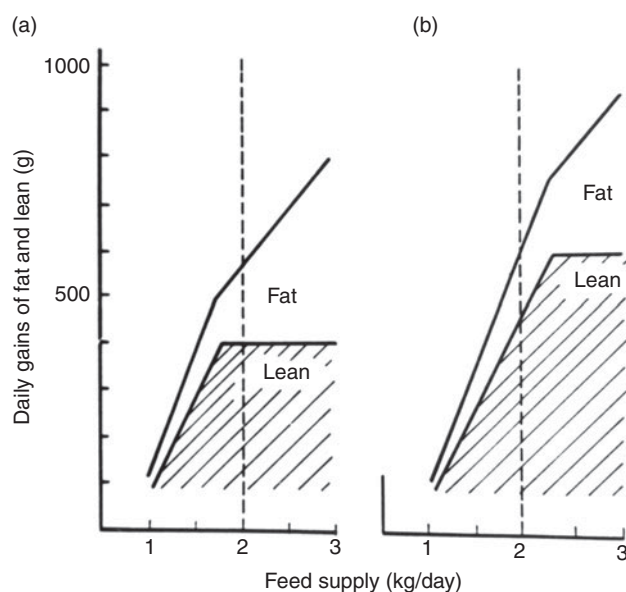 (a)
(b)
1000
500
Daily gains of fat and lean (g)
Fat
Lean
Fat
Lean
1 2 3
1 2 3
Feed supply (kg/day)